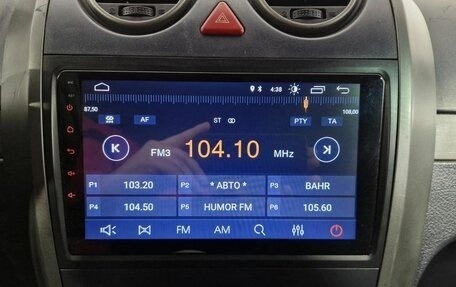 4:38
87,50 108,00
AF ST PTY TA
FM3 104.10 MHz
P1 103.20 P2 * АВТО * P3 BAHR
P4 104.50 P5 HUMOR FM P6 105.60
FM AM